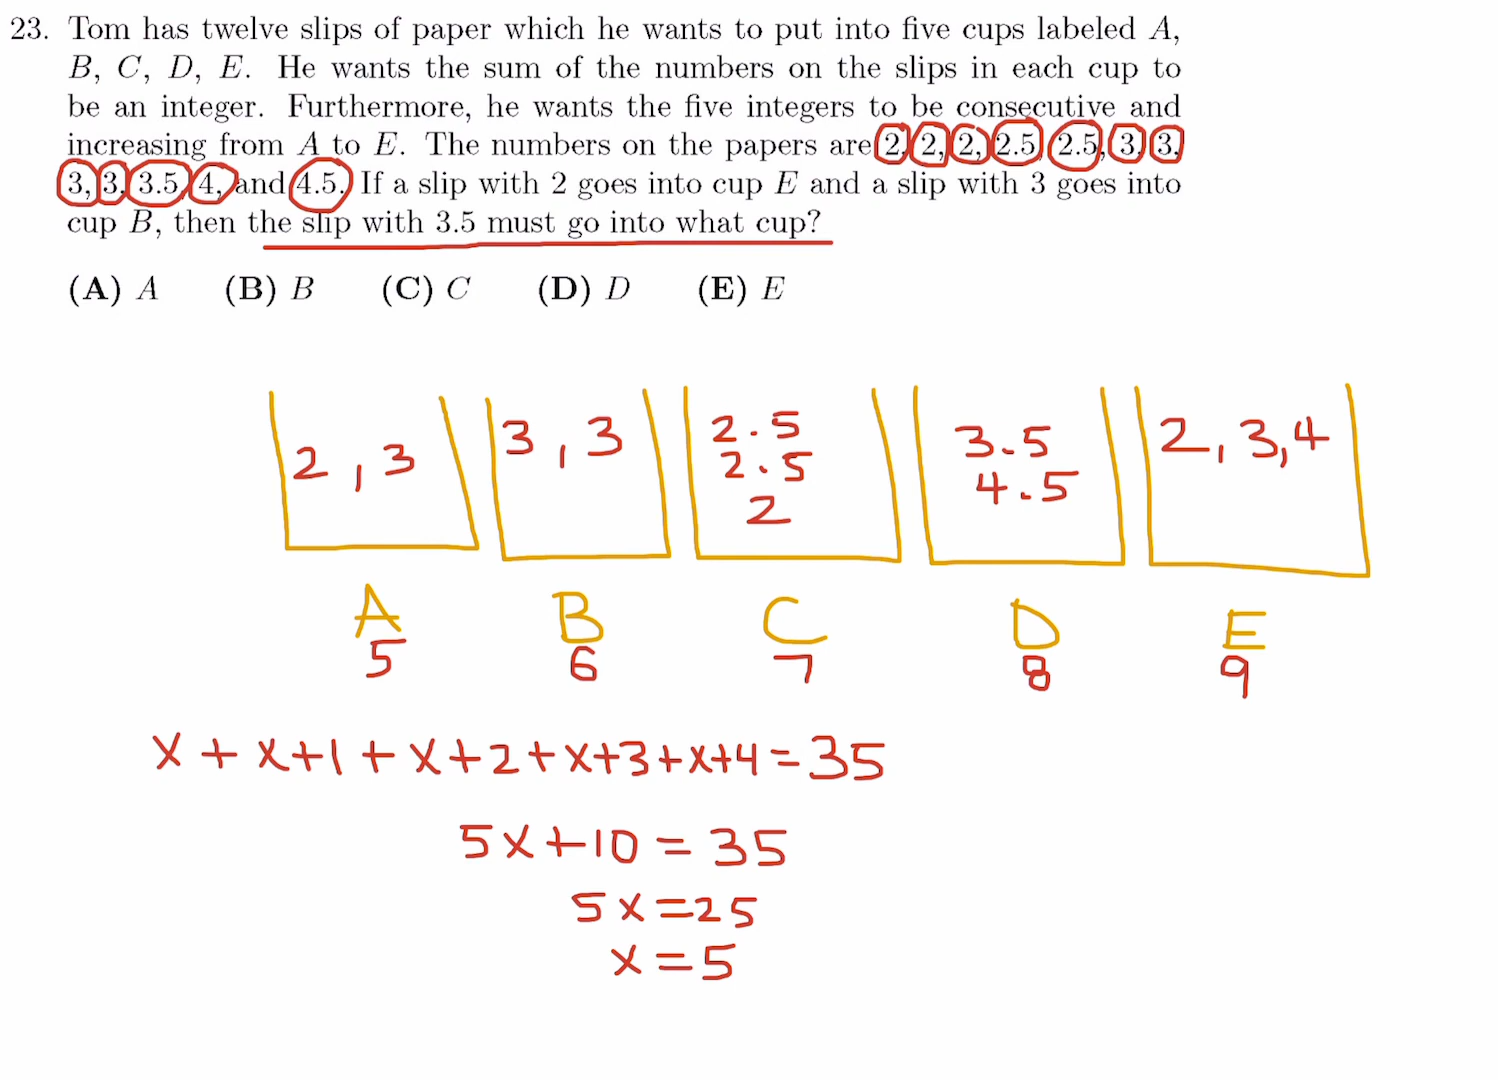 23. Tom has twelve slips of paper which he wants to put into five cups labeled A,
B, C, D, E. He wants the sum of the numbers on the slips in each cup to
be an integer. Furthermore, he wants the five integers to be consecutive and
increasing from A to E. The numbers on the papers are 2, 2, 2, 2.5, 2.5, 3, 3,
3, 3, 3.5, 4, and 4.5. If a slip with 2 goes into cup E and a slip with 3 goes into
cup B, then the slip with 3.5 must go into what cup?
(A) A (B) B (C) C (D) D (E) E
2, 3
3, 3
2.5
2.5
2
3.5
4.5
2, 3, 4
A B C D E
5 6 7 8 9
x + x+1 + x+2 + x+3 + x+4 = 35
5x+10 = 35
5x=25
x=5